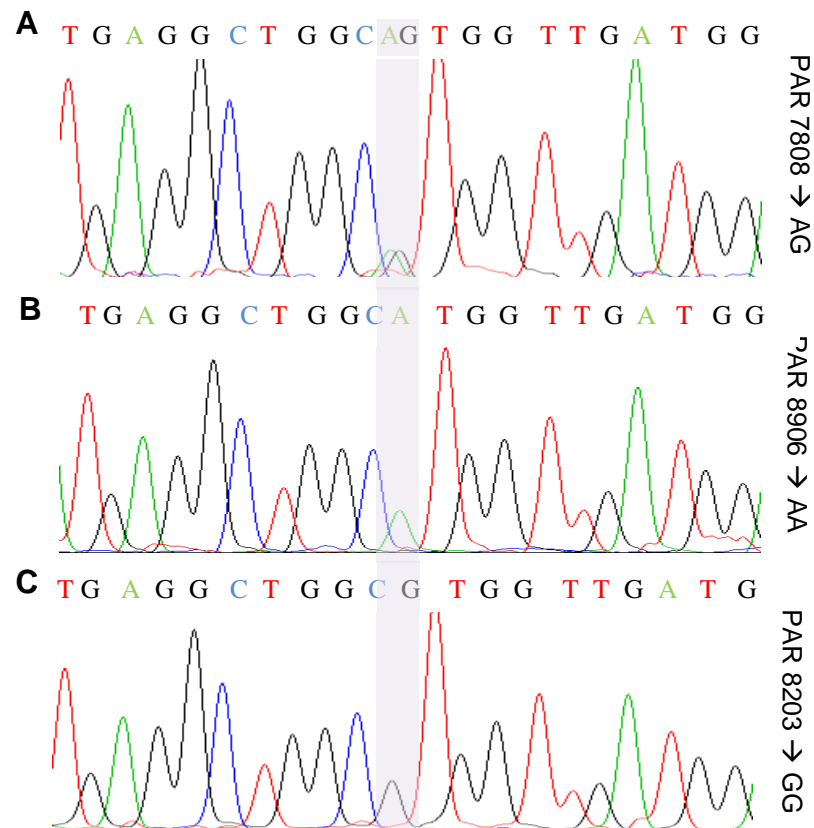 A
T G A G G C T G G C A G T G G T T G A T G G
PAR 7808 → AG
B
T G A G G C T G G C A T G G T T G A T G G
PAR 8906 → AA
C
T G A G G C T G G C G T G G T T G A T G
PAR 8203 → GG